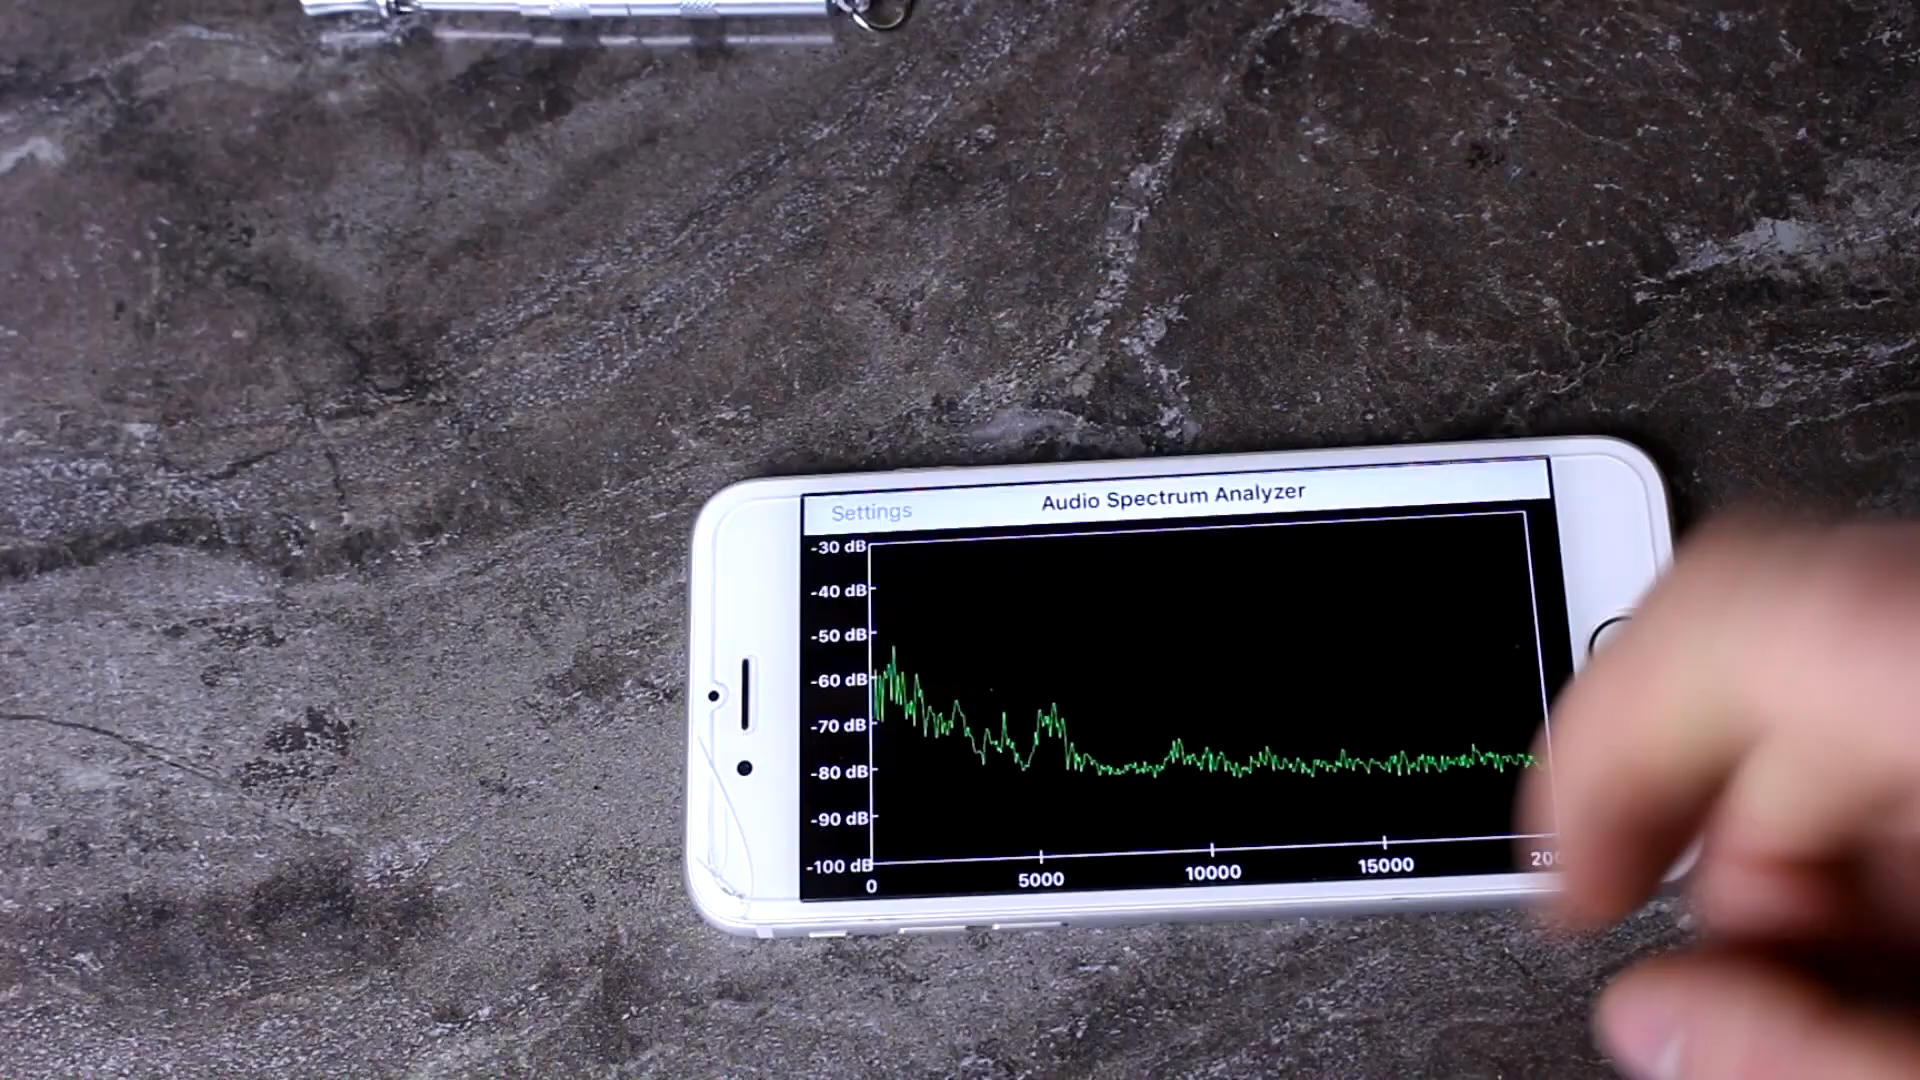 Settings Audio Spectrum Analyzer
-30 dB
-40 dB
-50 dB
-60 dB
-70 dB
-80 dB
-90 dB
-100 dB
0 5000 10000 15000